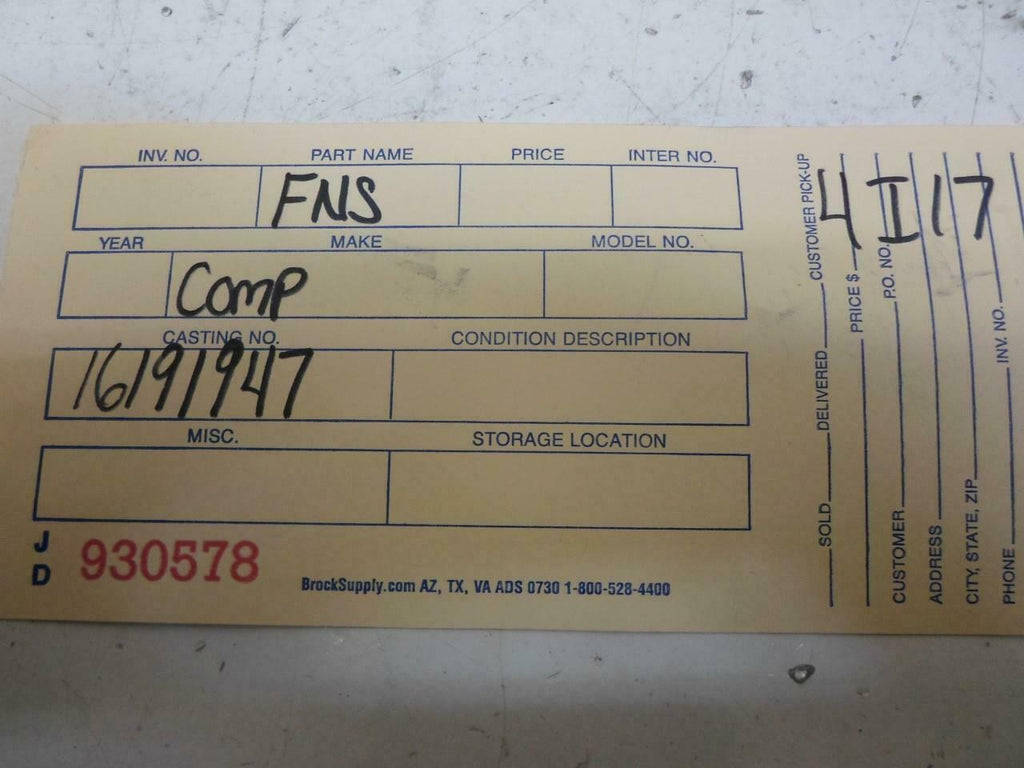 INV. NO. PART NAME PRICE INTER NO.
FNS
YEAR MAKE MODEL NO.
Comp
CASTING NO. CONDITION DESCRIPTION
16191947
MISC. STORAGE LOCATION
J
D
930578
BrockSupply.com AZ, TX, VA ADS 0730 1-800-528-4400
4 I 17
SOLD DELIVERED CUSTOMER PICK-UP
PRICE $
CUSTOMER P.O. NO.
ADDRESS
CITY, STATE, ZIP
PHONE INV. NO.